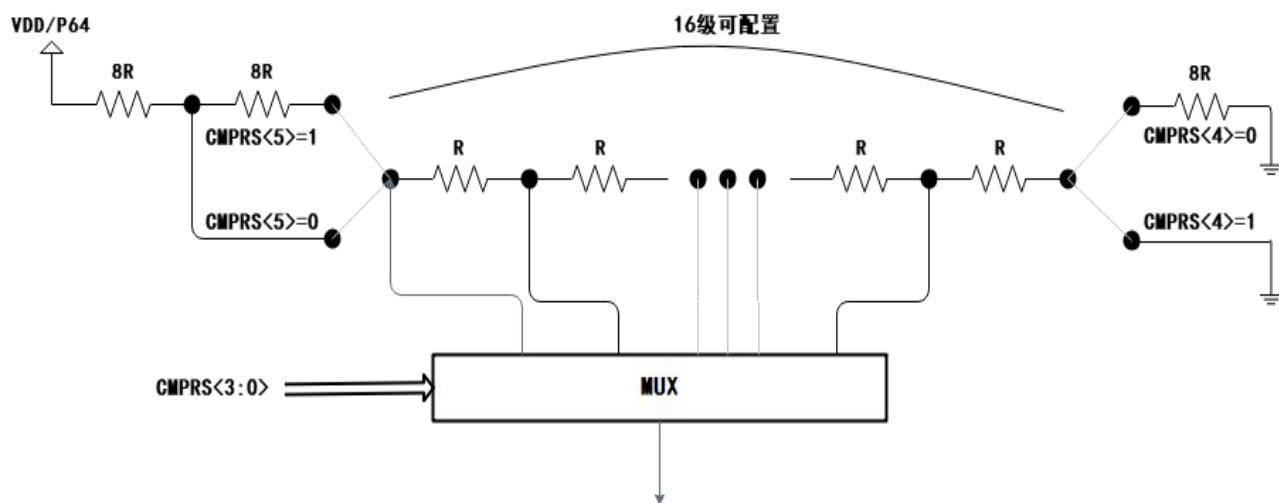 16级可配置
VDD/P64
8R
8R
8R
CMPRS<5>=1
CMPRS<4>=0
R
R
R
R
CMPRS<5>=0
CMPRS<4>=1
CMPRS<3:0>
MUX